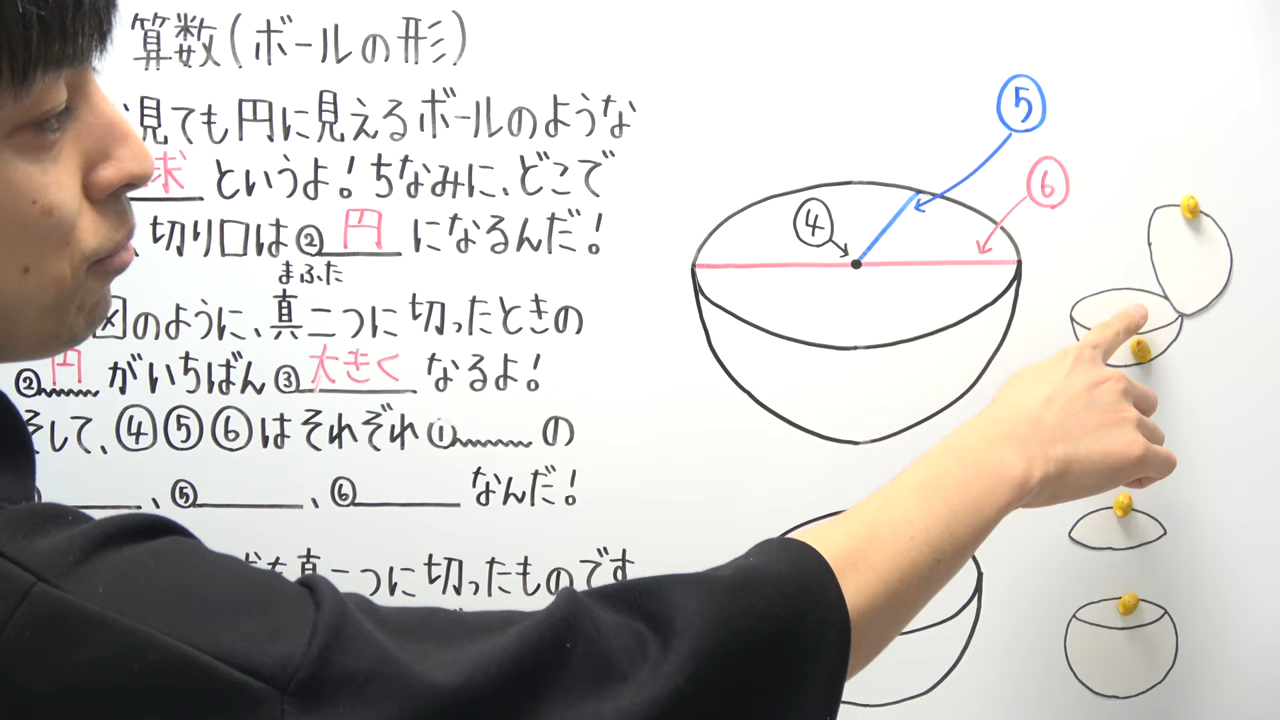 算数(ボールの形)
見ても円に見えるボールのような
球というよ!ちなみに、どこで
切り口は②円になるんだ!
まふた
図のように、真二つに切ったときの
②円がいちばん③大きくなるよ!
そして、④⑤⑥はそれぞれ①の
、⑤、⑥なんだ!
真二つに切ったものです
⑤
⑥
④